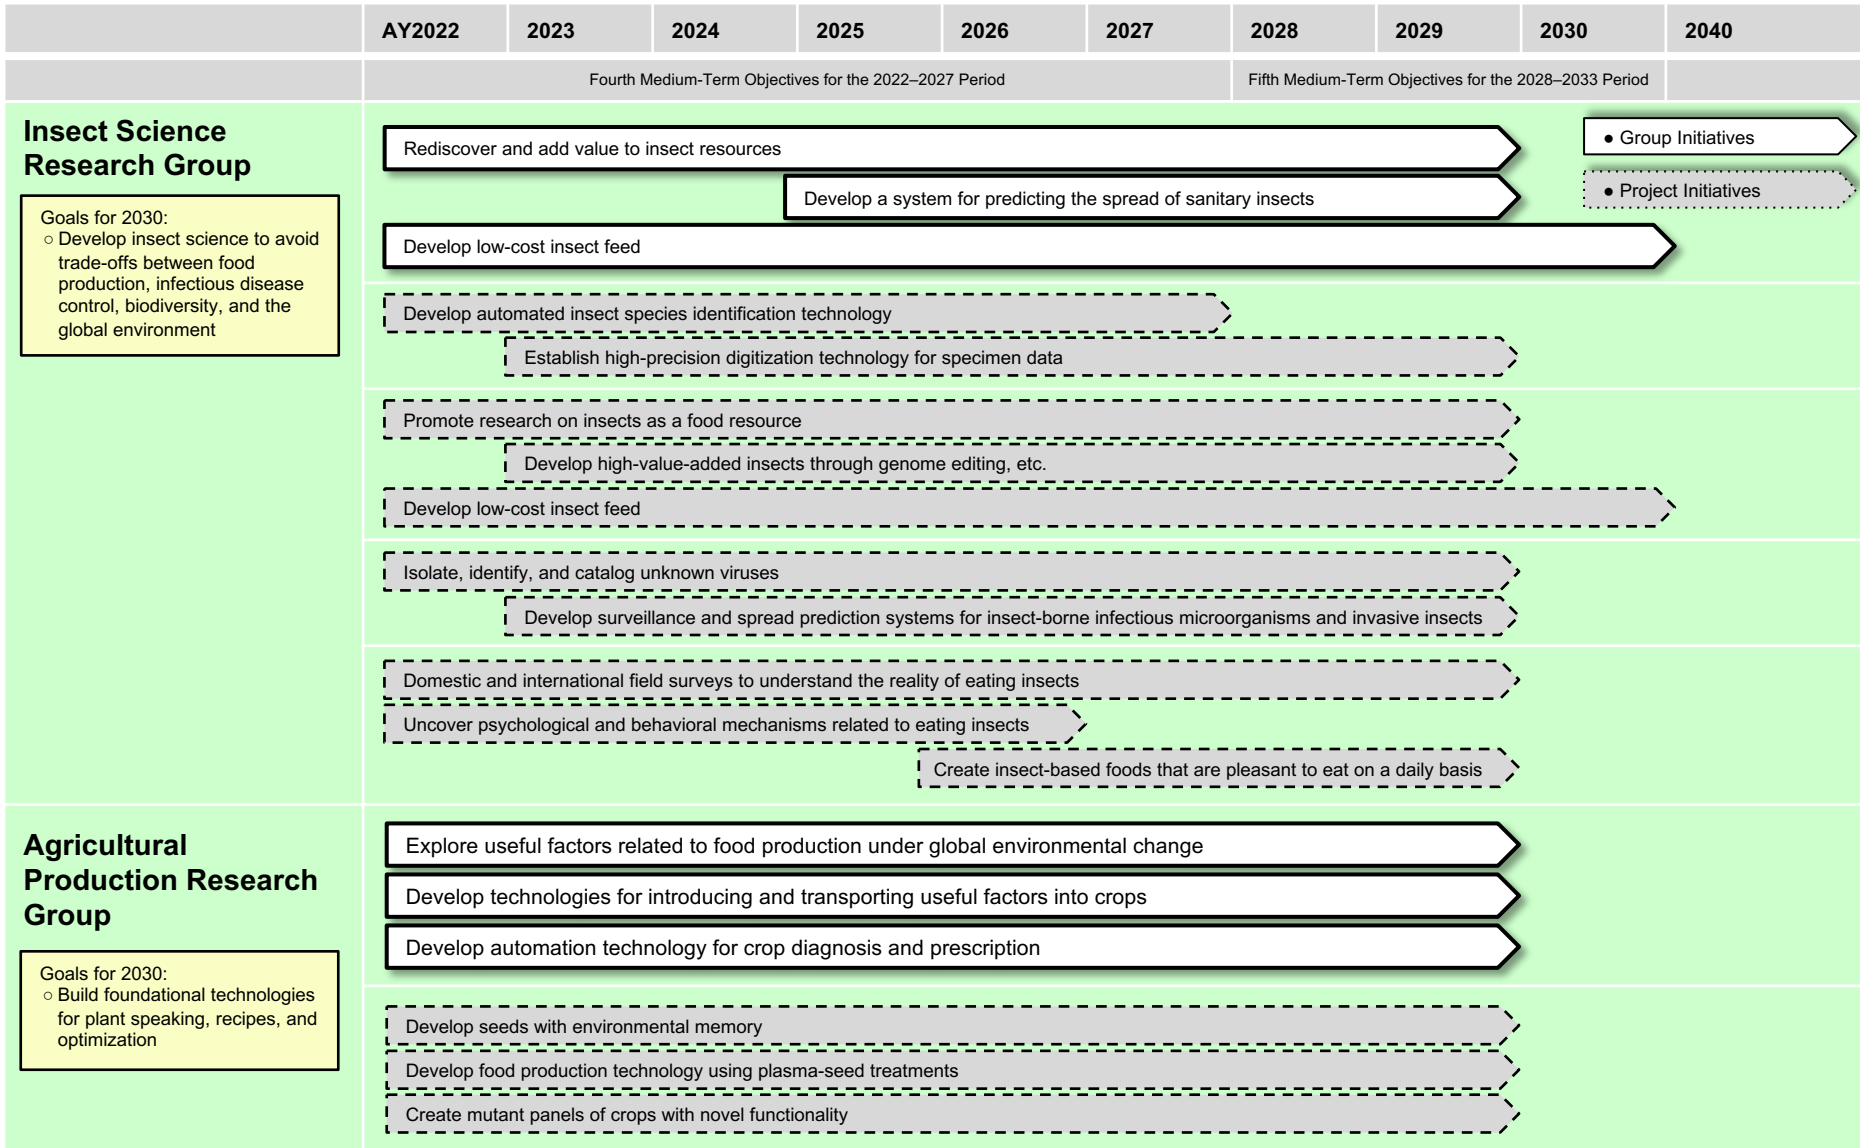 AY2022 2023 2024 2025 2026 2027 2028 2029 2030 2040
Fourth Medium-Term Objectives for the 2022–2027 Period Fifth Medium-Term Objectives for the 2028–2033 Period
Insect Science
Research Group
Goals for 2030:
○ Develop insect science to avoid
trade-offs between food
production, infectious disease
control, biodiversity, and the
global environment
● Group Initiatives
● Project Initiatives
Rediscover and add value to insect resources
Develop a system for predicting the spread of sanitary insects
Develop low-cost insect feed
Develop automated insect species identification technology
Establish high-precision digitization technology for specimen data
Promote research on insects as a food resource
Develop high-value-added insects through genome editing, etc.
Develop low-cost insect feed
Isolate, identify, and catalog unknown viruses
Develop surveillance and spread prediction systems for insect-borne infectious microorganisms and invasive insects
Domestic and international field surveys to understand the reality of eating insects
Uncover psychological and behavioral mechanisms related to eating insects
Create insect-based foods that are pleasant to eat on a daily basis
Agricultural
Production Research
Group
Goals for 2030:
○ Build foundational technologies
for plant speaking, recipes, and
optimization
Explore useful factors related to food production under global environmental change
Develop technologies for introducing and transporting useful factors into crops
Develop automation technology for crop diagnosis and prescription
Develop seeds with environmental memory
Develop food production technology using plasma-seed treatments
Create mutant panels of crops with novel functionality